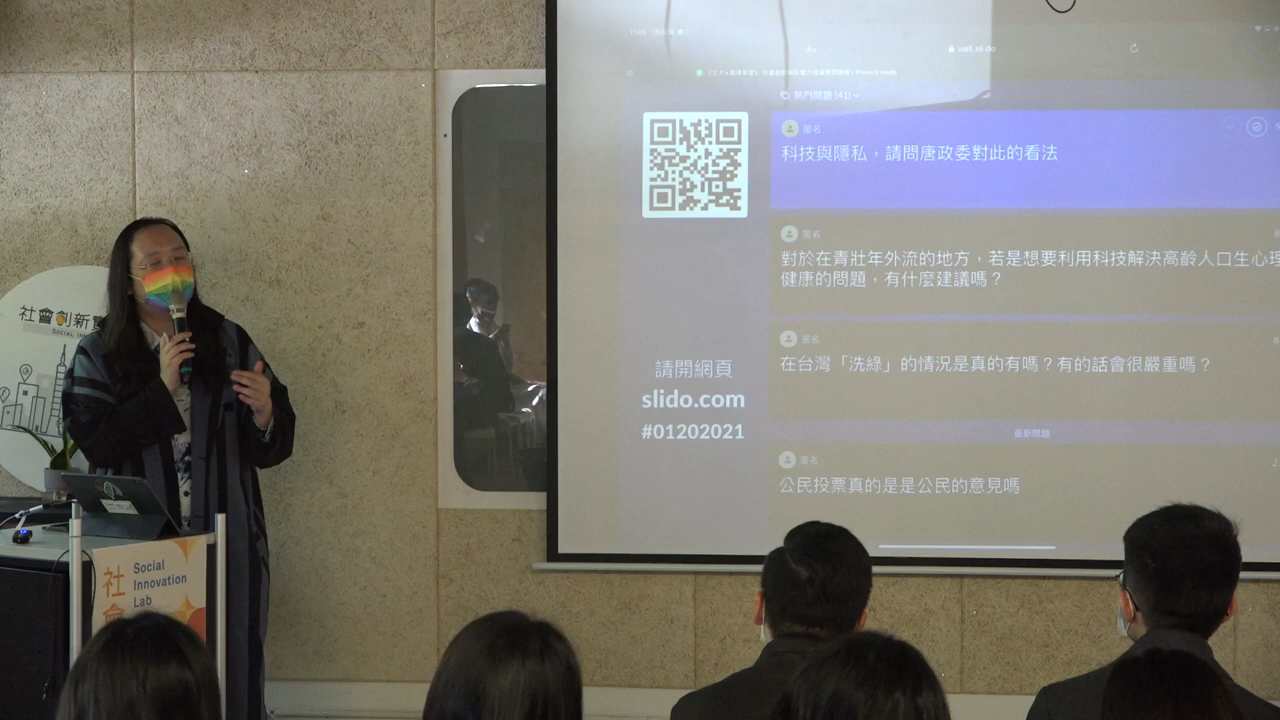 wall.sli.do
熱門問題 (41)
匿名
科技與隱私，請問唐政委對此的看法
匿名
對於在青壯年外流的地方，若是想要利用科技解決高齡人口生心理
健康的問題，有什麼建議嗎？
匿名
在台灣「洗綠」的情況是真的有嗎？有的話會很嚴重嗎？
最新問題
匿名
公民投票真的是是公民的意見嗎
請開網頁
slido.com
#01202021
社會創新實
社會
Social
Innovation
Lab